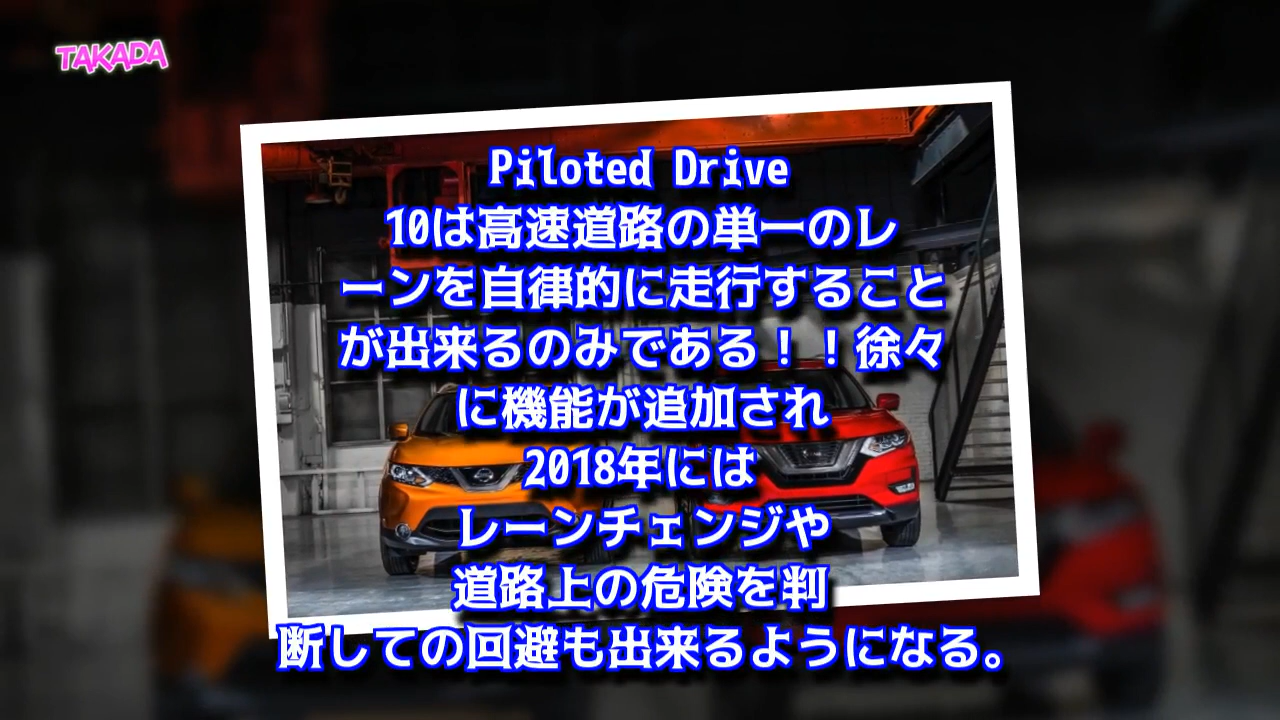 TAKADA
Piloted Drive
10は高速道路の単一のレ
ーンを自律的に走行すること
が出来るのみである！！徐々
に機能が追加され
2018年には
レーンチェンジや
道路上の危険を判
断しての回避も出来るようになる。